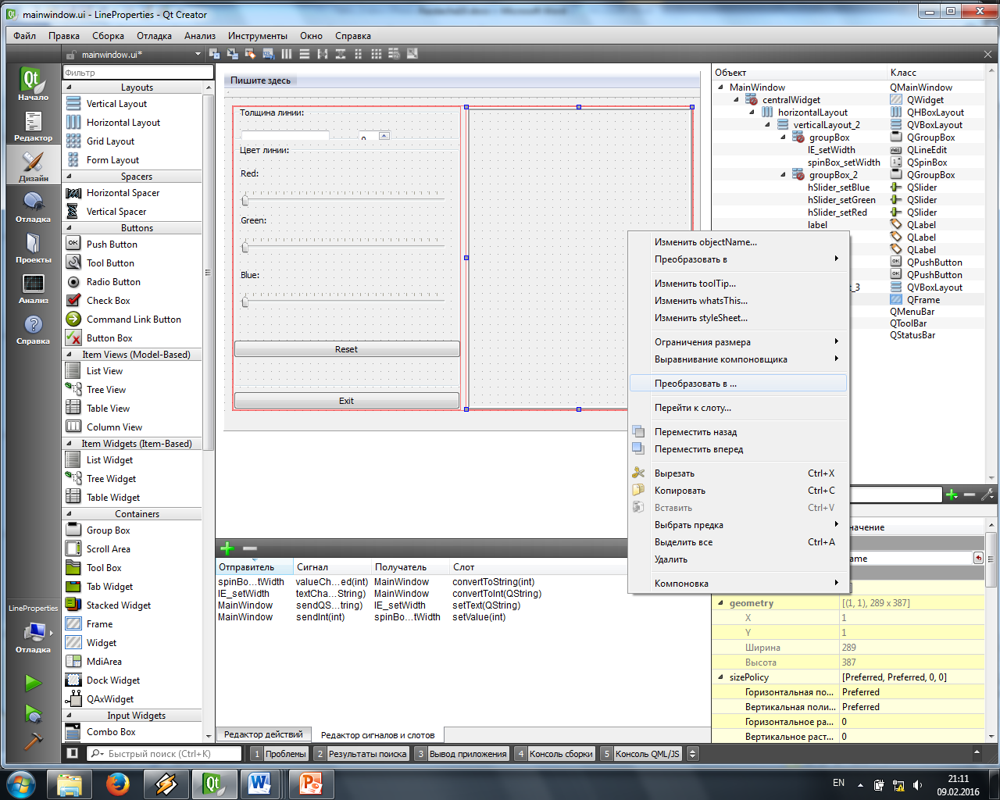 mainwindow.ui - LineProperties - Qt Creator
Файл Правка Сборка Отладка Анализ Инструменты Окно Справка
mainwindow.ui*
Фильтр
Layouts
Vertical Layout
Horizontal Layout
Grid Layout
Form Layout
Spacers
Horizontal Spacer
Vertical Spacer
Buttons
Push Button
Tool Button
Radio Button
Check Box
Command Link Button
Button Box
Item Views (Model-Based)
List View
Tree View
Table View
Column View
Item Widgets (Item-Based)
List Widget
Tree Widget
Table Widget
Containers
Group Box
Scroll Area
Tool Box
Tab Widget
Stacked Widget
Frame
Widget
MdiArea
Dock Widget
QAxWidget
Input Widgets
Combo Box
Начало
Редактор
Дизайн
Отладка
Проекты
Анализ
Справка
LineProperties
Отладка
Пишите здесь
Толщина линии:
0
Цвет линии:
Red:
Green:
Blue:
Reset
Exit
Объект Класс
MainWindow QMainWindow
centralWidget QWidget
horizontalLayout QHBoxLayout
verticalLayout_2 QVBoxLayout
groupBox QGroupBox
lE_setWidth QLineEdit
spinBox_setWidth QSpinBox
groupBox_2 QGroupBox
hSlider_setBlue QSlider
hSlider_setGreen QSlider
hSlider_setRed QSlider
label QLabel
QLabel
QLabel
QPushButton
QPushButton
_3 QVBoxLayout
QFrame
QMenuBar
QToolBar
QStatusBar
Изменить objectName...
Преобразовать в
Изменить toolTip...
Изменить whatsThis...
Изменить styleSheet...
Ограничения размера
Выравнивание компоновщика
Преобразовать в ...
Перейти к слоту...
Переместить назад
Переместить вперед
Вырезать Ctrl+X
Копировать Ctrl+C
Вставить Ctrl+V
Выбрать предка
Выделить все Ctrl+A
Удалить
Компоновка
начение
ame
geometry [(1, 1), 289 x 387]
X 1
Y 1
Ширина 289
Высота 387
sizePolicy [Preferred, Preferred, 0, 0]
Горизонтальная по... Preferred
Вертикальная поли... Preferred
Горизонтальное ра... 0
Вертикальное раст... 0
Отправитель Сигнал Получатель Слот
spinBo...tWidth valueCh...ed(int) MainWindow convertToString(int)
lE_setWidth textCha...String) MainWindow convertToInt(QString)
MainWindow sendQS...tring) lE_setWidth setText(QString)
MainWindow sendInt(int) spinBo...tWidth setValue(int)
Редактор действий Редактор сигналов и слотов
Быстрый поиск (Ctrl+K) 1 Проблемы 2 Результаты поиска 3 Вывод приложения 4 Консоль сборки 5 Консоль QML/JS
EN 21:11
09.02.2016